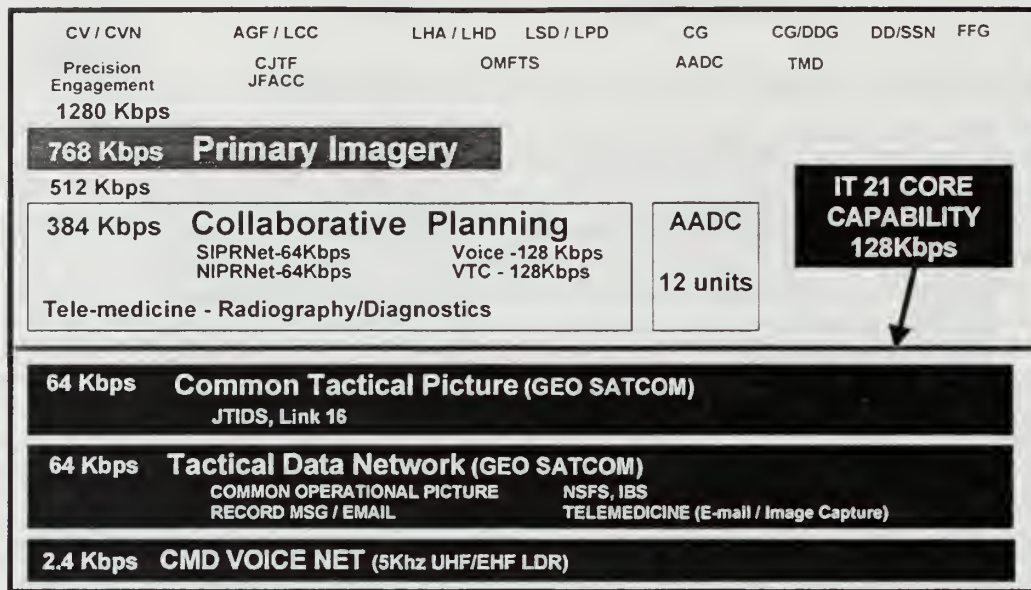 CV / CVN AGF / LCC LHA / LHD LSD / LPD CG CG/DDG DD/SSN FFG
Precision Engagement CJTF JFACC OMFTS AADC TMD
1280 Kbps
768 Kbps Primary Imagery
512 Kbps
384 Kbps Collaborative Planning
SIPRNet-64Kbps Voice -128 Kbps
NIPRNet-64Kbps VTC - 128Kbps
Tele-medicine - Radiography/Diagnostics
AADC
12 units
IT 21 CORE
CAPABILITY
128Kbps
64 Kbps Common Tactical Picture (GEO SATCOM)
JTIDS, Link 16
64 Kbps Tactical Data Network (GEO SATCOM)
COMMON OPERATIONAL PICTURE NSFS, IBS
RECORD MSG / EMAIL TELEMEDICINE (E-mail / Image Capture)
2.4 Kbps CMD VOICE NET (5Khz UHF/EHF LDR)